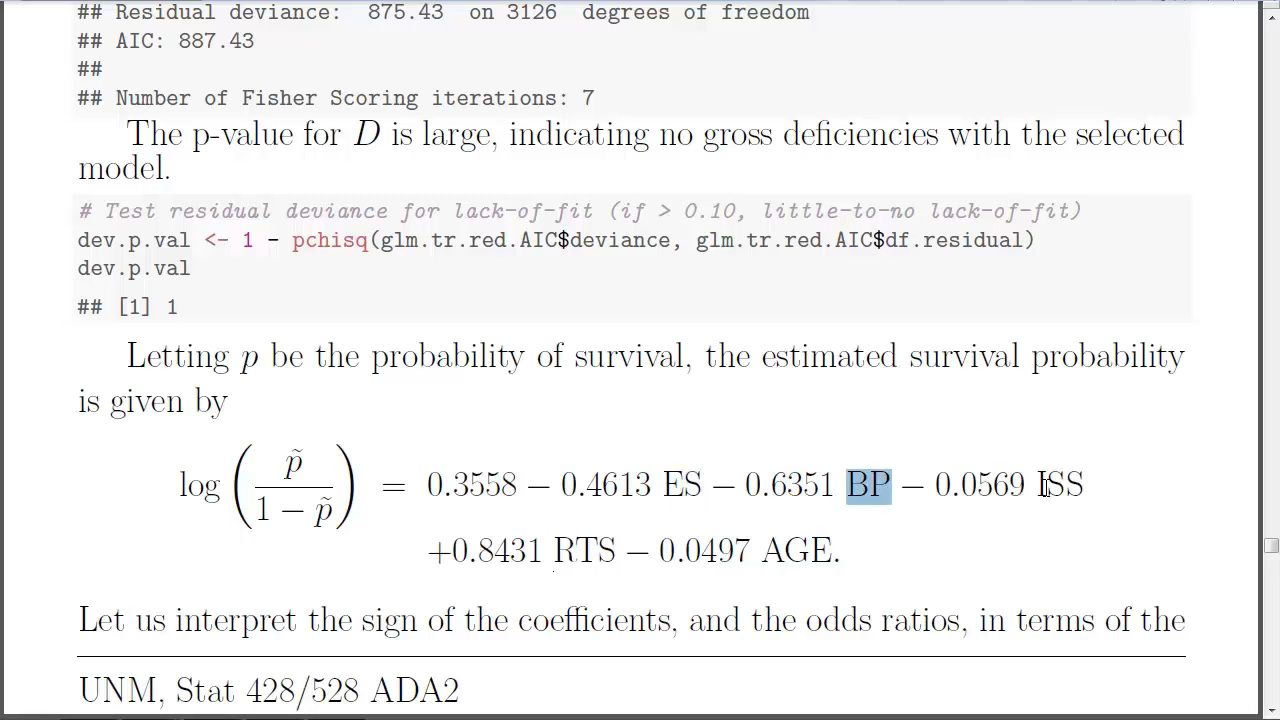 ## Residual deviance:  875.43  on 3126  degrees of freedom
## AIC: 887.43
##
## Number of Fisher Scoring iterations: 7
The p-value for D is large, indicating no gross deficiencies with the selected
model.
# Test residual deviance for lack-of-fit (if > 0.10, little-to-no lack-of-fit)
dev.p.val <- 1 - pchisq(glm.tr.red.AIC$deviance, glm.tr.red.AIC$df.residual)
dev.p.val
## [1] 1
Letting p be the probability of survival, the estimated survival probability
is given by
log(p̃ / (1 − p̃)) = 0.3558 − 0.4613 ES − 0.6351 BP − 0.0569 ISS
+0.8431 RTS − 0.0497 AGE.
Let us interpret the sign of the coefficients, and the odds ratios, in terms of the
UNM, Stat 428/528 ADA2